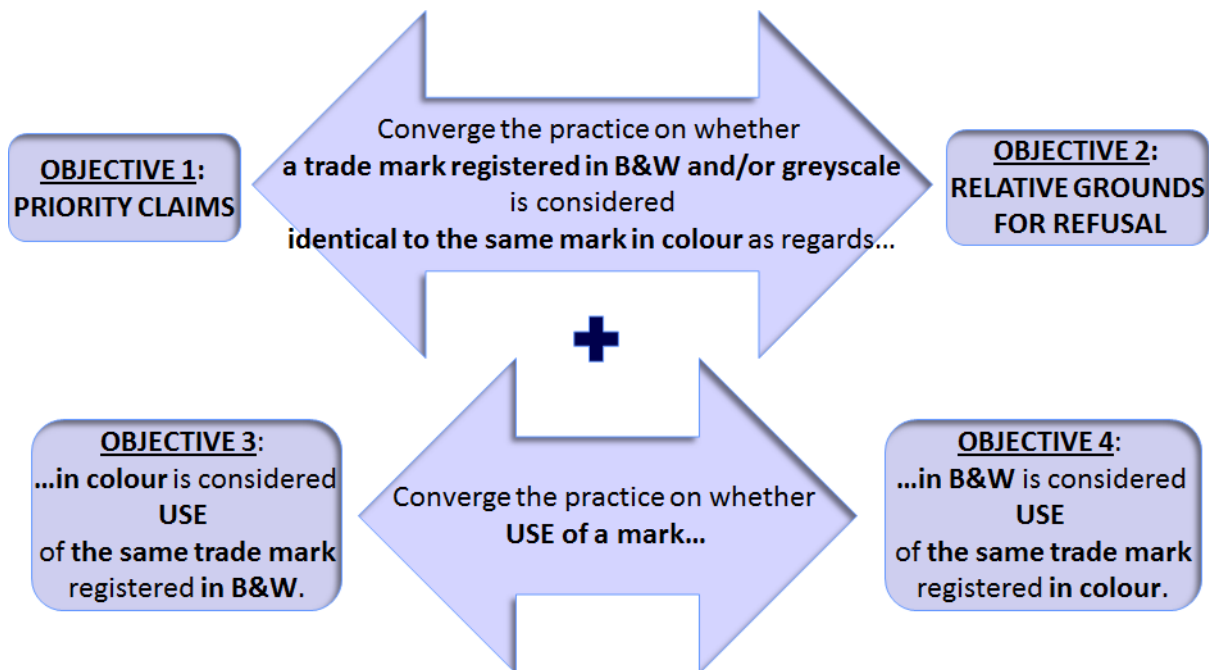 OBJECTIVE 1:
PRIORITY CLAIMS
Converge the practice on whether
a trade mark registered in B&W and/or greyscale
is considered
identical to the same mark in colour as regards…
OBJECTIVE 2:
RELATIVE GROUNDS
FOR REFUSAL
OBJECTIVE 3:
…in colour is considered
USE
of the same trade mark
registered in B&W.
Converge the practice on whether
USE of a mark…
OBJECTIVE 4:
…in B&W is considered
USE
of the same trade mark
registered in colour.